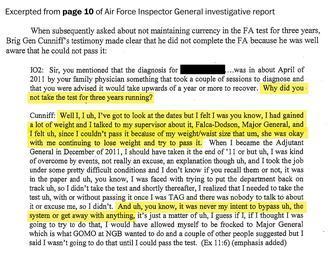 Excerpted from page 10 of Air Force Inspector General investigative report
When subsequently asked about not maintaining currency in the FA test for three years,
Brig Gen Cunniff's testimony made clear that he did not complete the FA because he was well
aware that he could not pass it:
IO2: Sir, you mentioned the diagnosis for ...was in about April of
2011 by your family physician something that took a couple of sessions to diagnose and
that you were advised it would take upwards of a year or more to recover. Why did you
not take the test for three years running?
Cunniff: Well I, uh, I've got to look at the dates but I felt I was you know, I had gained
a lot of weight and I talked to my supervisor about it, Falca-Dodson, Major General, and
I felt uh, since I couldn't pass it because of my weight/waist size that um, she was okay
with me continuing to lose weight and try to pass it. When I became the Adjutant
General in December of 2011, I should have taken it the end of '11 or but uh, I was kind
of overcome by events, not really an excuse, an explanation though uh, and I took the job
under some pretty difficult conditions and I don't know if you recall them or not, it was
in the paper and uh, you know, I was faced with trying to put the department back on
track uh, so I didn't take the test and shortly thereafter, I realized that I needed to take the
test uh, with or without passing it once I was TAG and there was nobody to talk to about
it or excuse me, so I didn't. And uh, you know, it was never my intent to bypass uh, the
system or get away with anything, it's just a matter of uh, I guess I, if I thought I was
going to try to do that, I would have allowed myself to be frocked to Major General
which is what GOMO at NGB wanted to do and a couple of other people suggested but I
said I wasn't going to do that until I could pass the test. (Ex 11:6) (emphasis added)